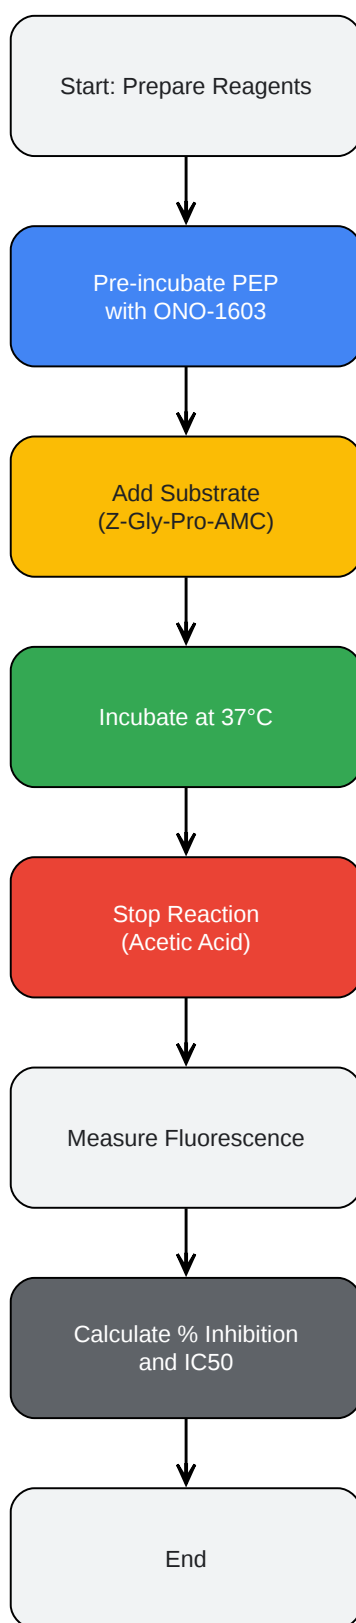 Start: Prepare Reagents
Pre-incubate PEP
with ONO-1603
Add Substrate
(Z-Gly-Pro-AMC)
Incubate at 37°C
Stop Reaction
(Acetic Acid)
Measure Fluorescence
Calculate % Inhibition
and IC50
End